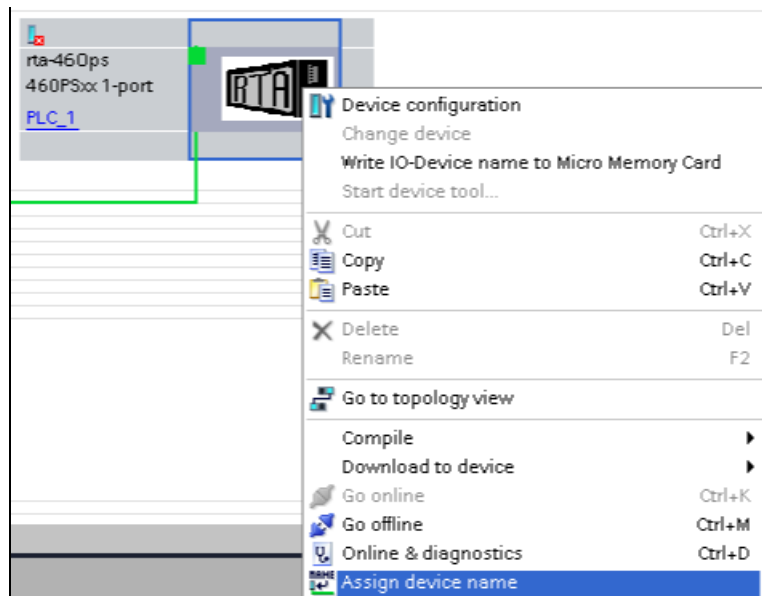 rta-460ps
460PSxx 1-port
PLC_1
RTA
Device configuration
Change device
Write IO-Device name to Micro Memory Card
Start device tool...
Cut Ctrl+X
Copy Ctrl+C
Paste Ctrl+V
Delete Del
Rename F2
Go to topology view
Compile
Download to device
Go online Ctrl+K
Go offline Ctrl+M
Online & diagnostics Ctrl+D
NAME
Assign device name